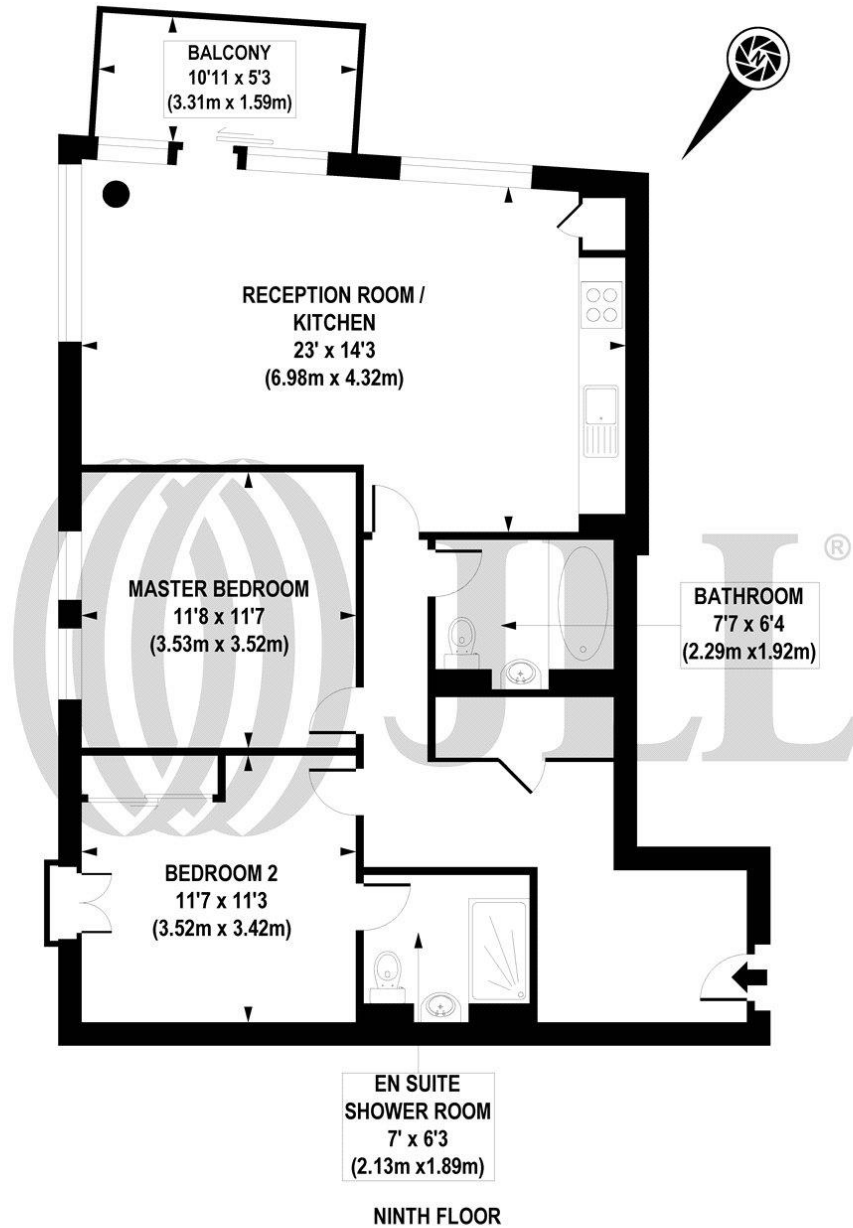 BALCONY
10'11 x 5'3
(3.31m x 1.59m)
N
RECEPTION ROOM /
KITCHEN
23' x 14'3
(6.98m x 4.32m)
JLL®
MASTER BEDROOM
11'8 x 11'7
(3.53m x 3.52m)
BATHROOM
7'7 x 6'4
(2.29m x1.92m)
BEDROOM 2
11'7 x 11'3
(3.52m x 3.42m)
EN SUITE
SHOWER ROOM
7' x 6'3
(2.13m x1.89m)
NINTH FLOOR